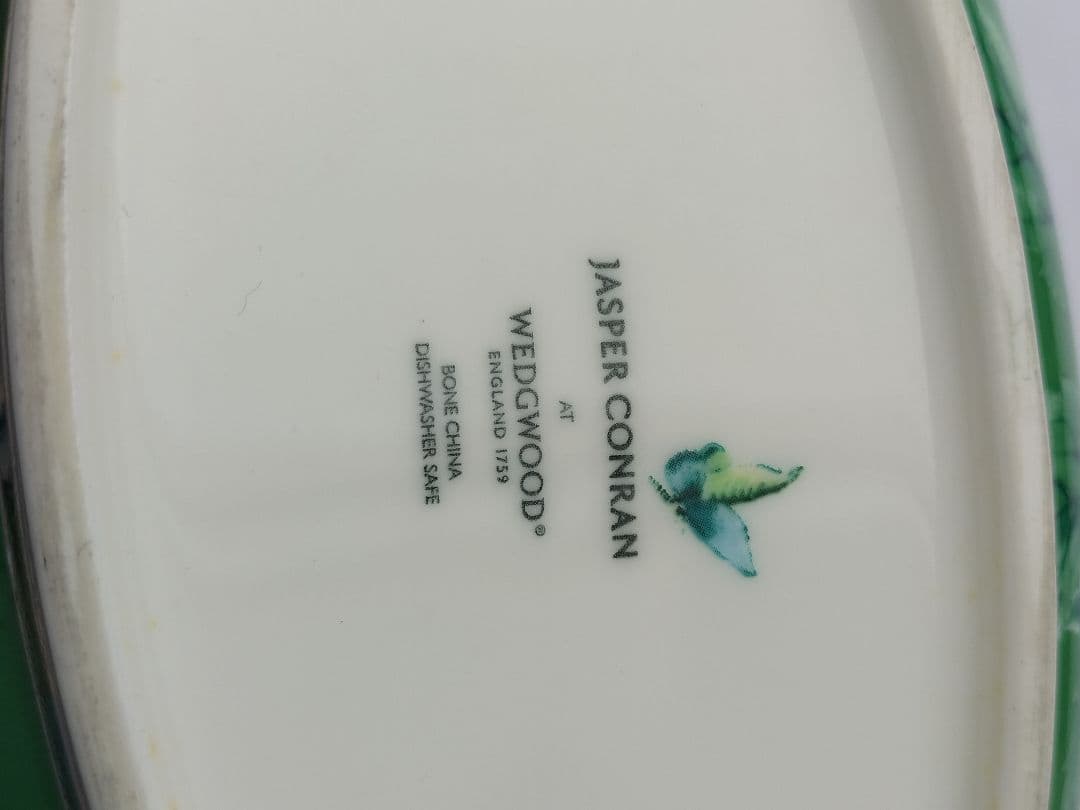 JASPER CONRAN
AT
WEDGWOOD®
ENGLAND 1759
BONE CHINA
DISHWASHER SAFE